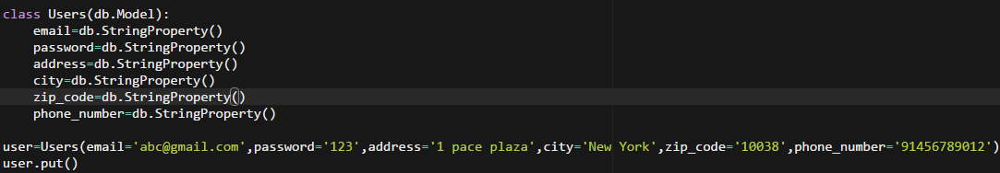 class Users(db.Model):
    email=db.StringProperty()
    password=db.StringProperty()
    address=db.StringProperty()
    city=db.StringProperty()
    zip_code=db.StringProperty()
    phone_number=db.StringProperty()

user=Users(email='abc@gmail.com',password='123',address='1 pace plaza',city='New York',zip_code='10038',phone_number='91456789012')
user.put()